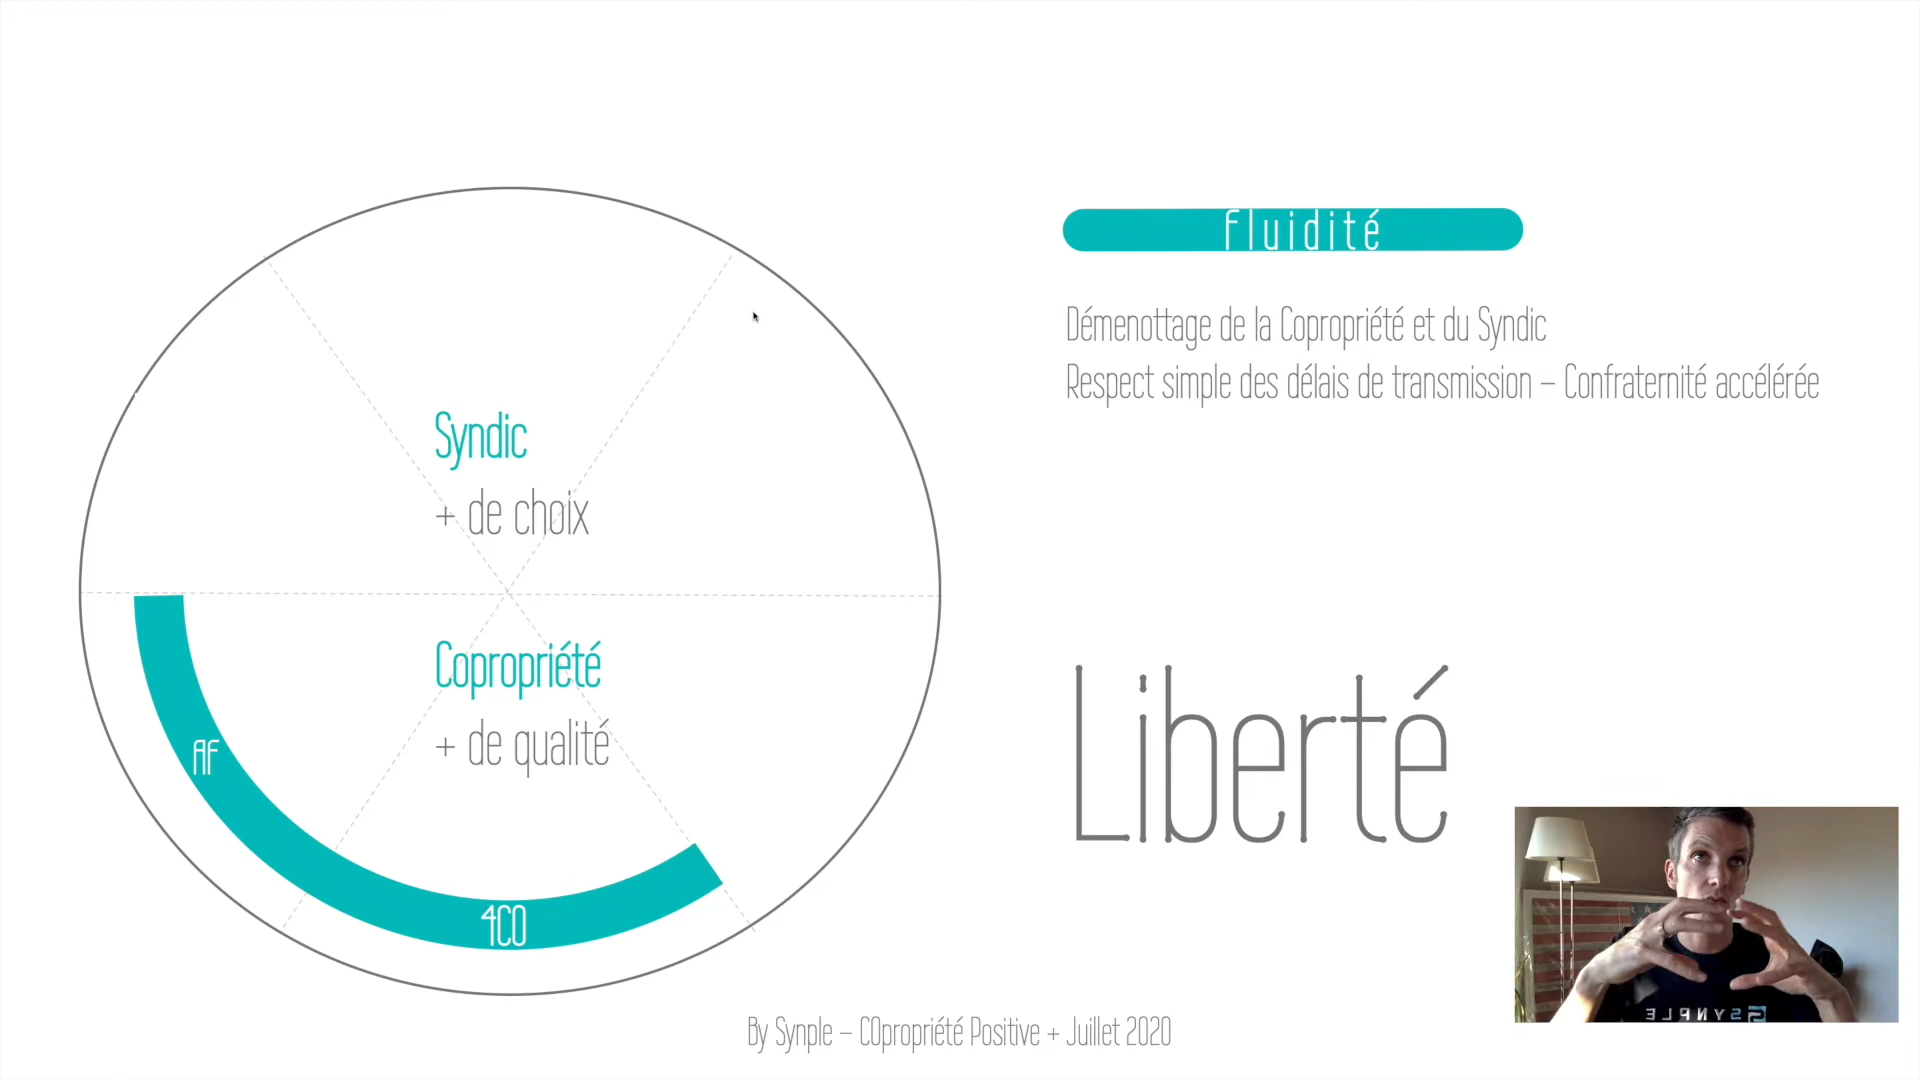 Fluidité
Démenottage de la Copropriété et du Syndic
Respect simple des délais de transmission – Confraternité accélérée
Syndic
+ de choix
Copropriété
+ de qualité
AF
4CO
Liberté
SYNPLE
By Synple – COpropriété Positive + Juillet 2020